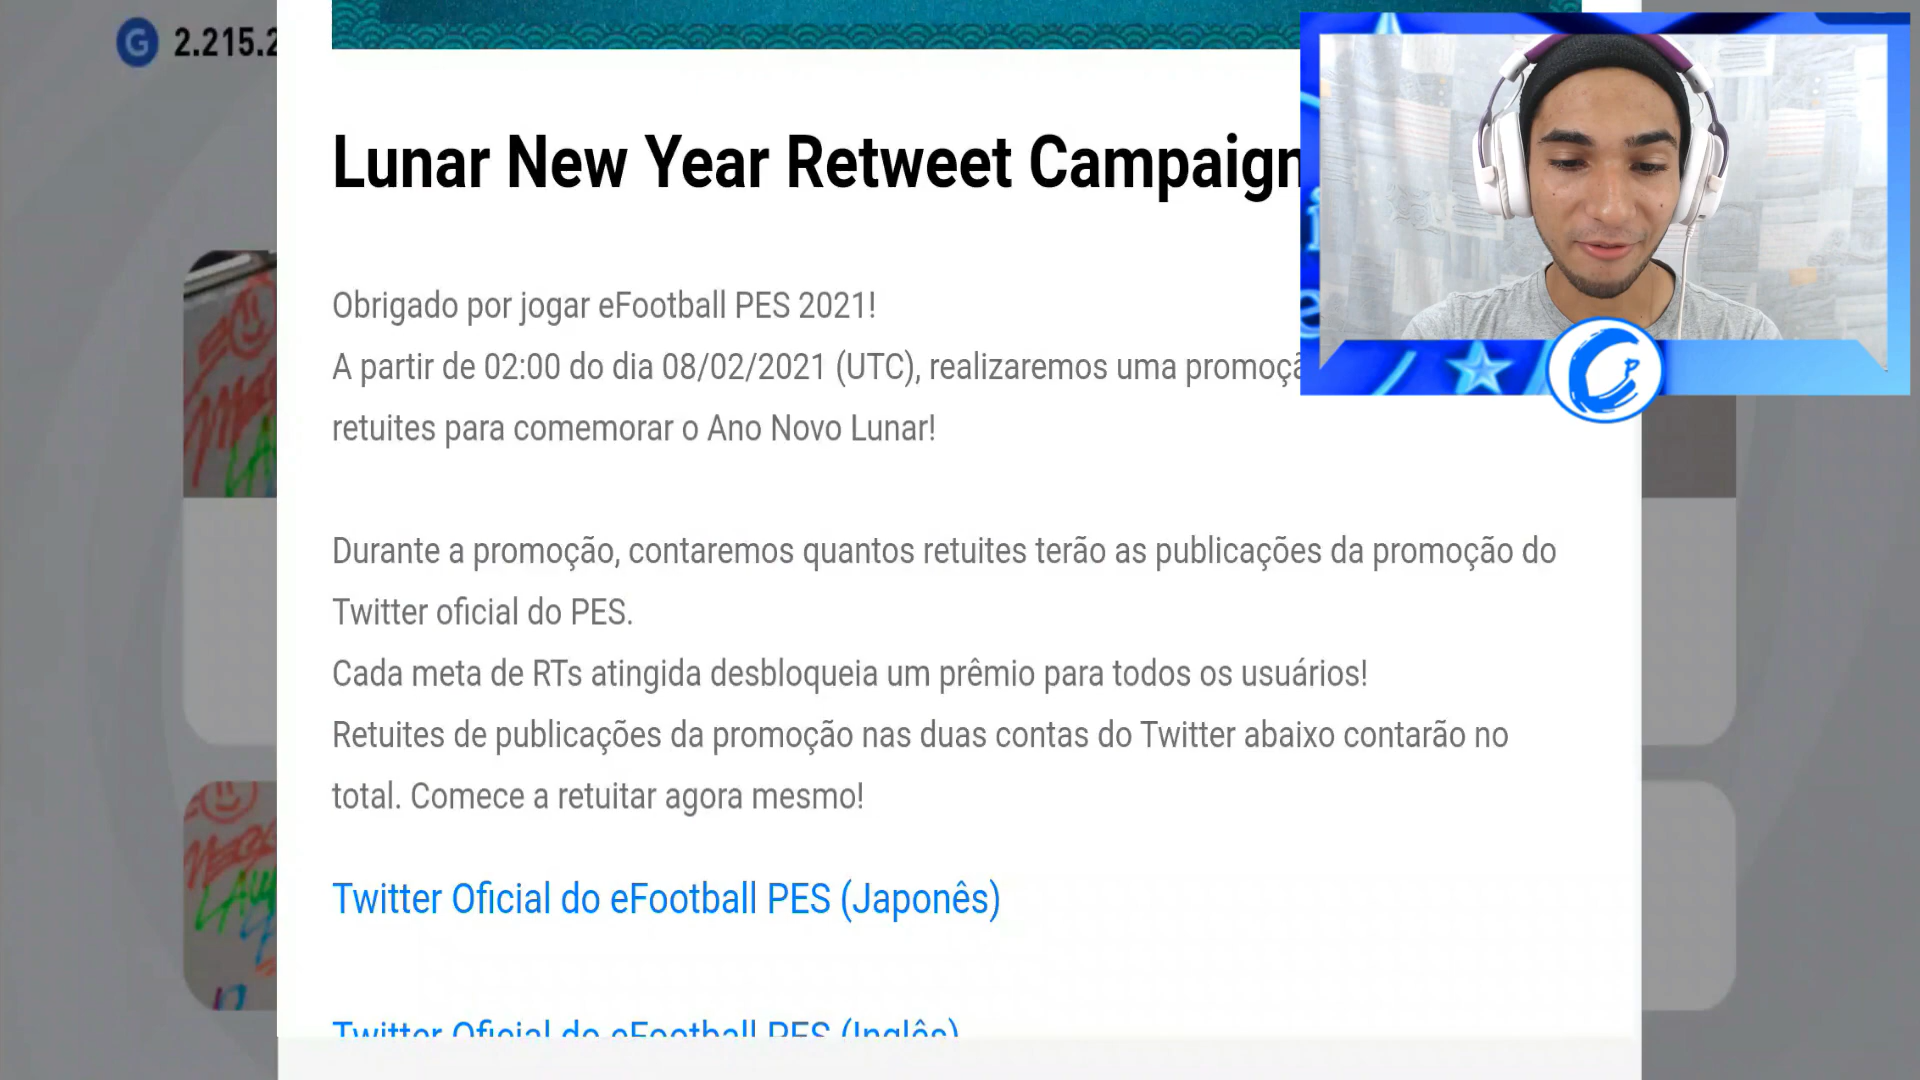 G 2.215.2
Lunar New Year Retweet Campaign
Obrigado por jogar eFootball PES 2021!
A partir de 02:00 do dia 08/02/2021 (UTC), realizaremos uma promoçã
retuites para comemorar o Ano Novo Lunar!
Durante a promoção, contaremos quantos retuites terão as publicações da promoção do
Twitter oficial do PES.
Cada meta de RTs atingida desbloqueia um prêmio para todos os usuários!
Retuites de publicações da promoção nas duas contas do Twitter abaixo contarão no
total. Comece a retuitar agora mesmo!
Twitter Oficial do eFootball PES (Japonês)
Twitter Oficial do eFootball PES (Inglês)